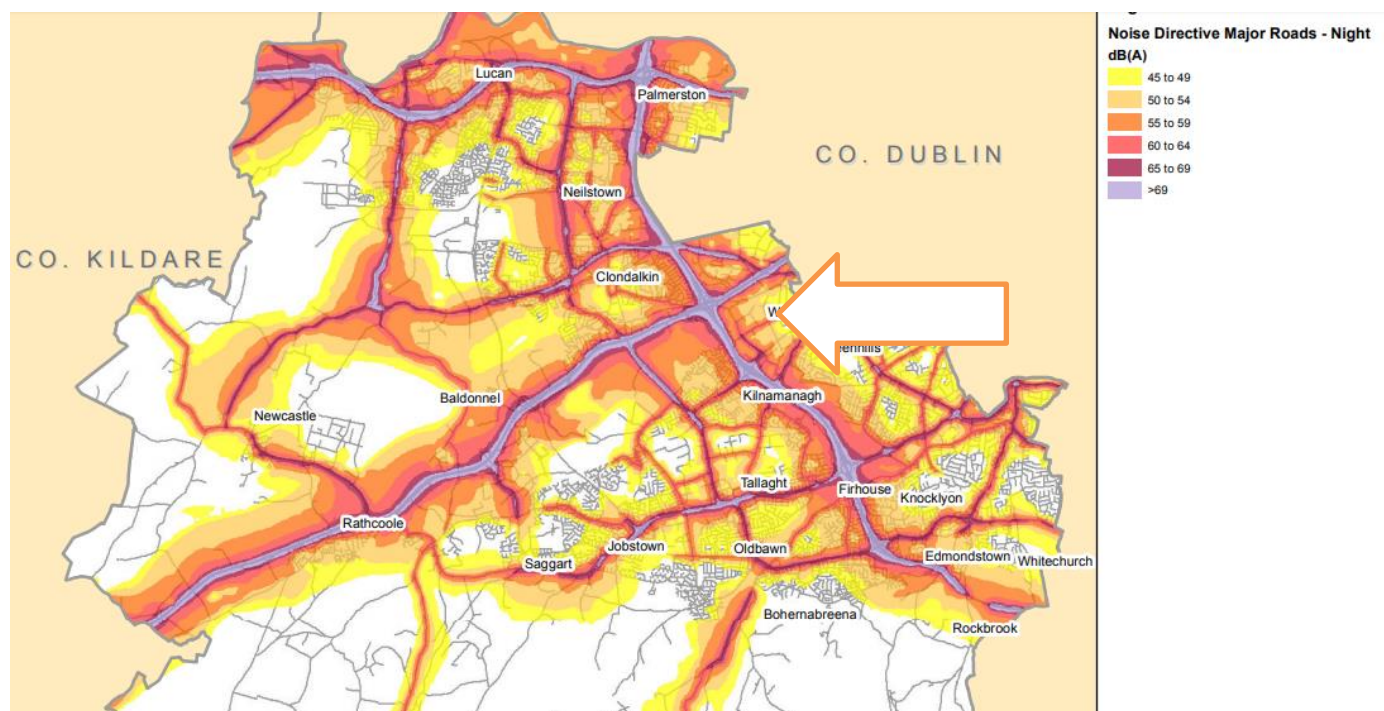 Noise Directive Major Roads - Night
dB(A)
45 to 49
50 to 54
55 to 59
60 to 64
65 to 69
>69
Lucan
Palmerston
CO. DUBLIN
Neilstown
CO. KILDARE
Clondalkin
Kilnamanagh
Baldonnel
Newcastle
Tallaght
Firhouse
Knocklyon
Rathcoole
Jobstown
Oldbawn
Saggart
Edmondstown
Whitechurch
Bohernabreena
Rockbrook